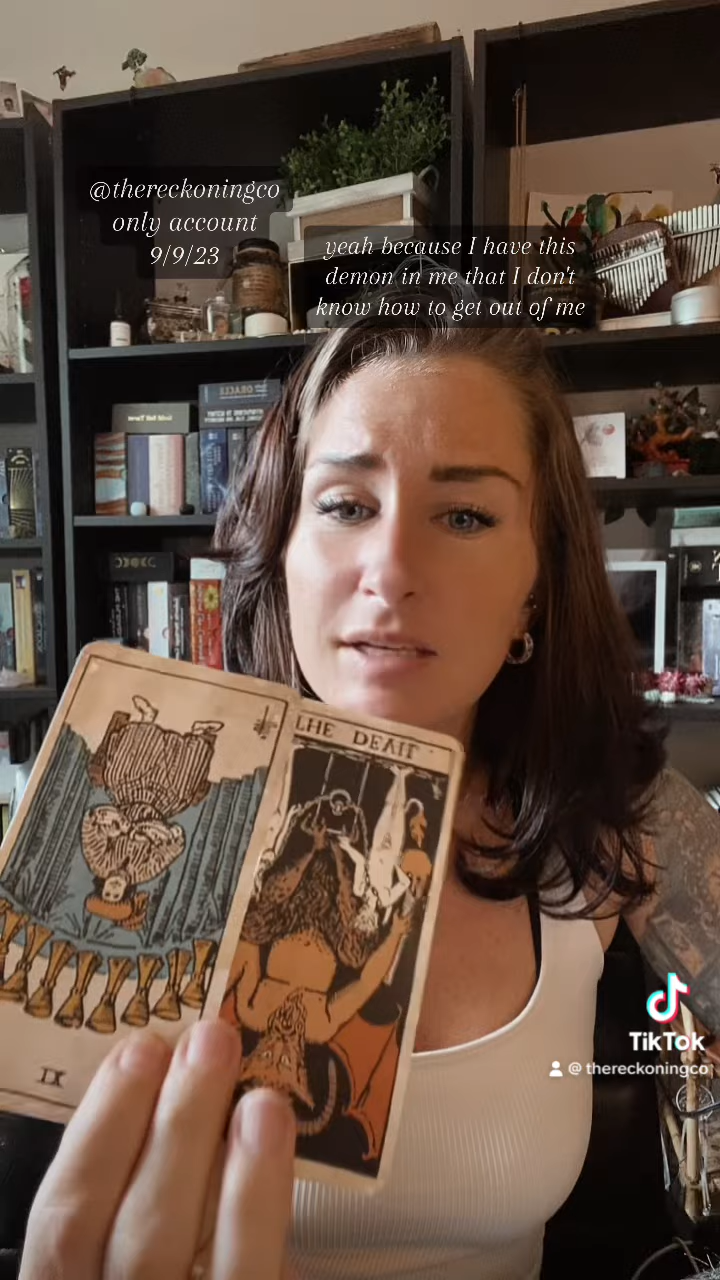 @thereckoningco
only account
9/9/23
yeah because I have this
demon in me that I don't
know how to get out of me
ORACLE
THE DEVIL
IX
TikTok
@thereckoningco